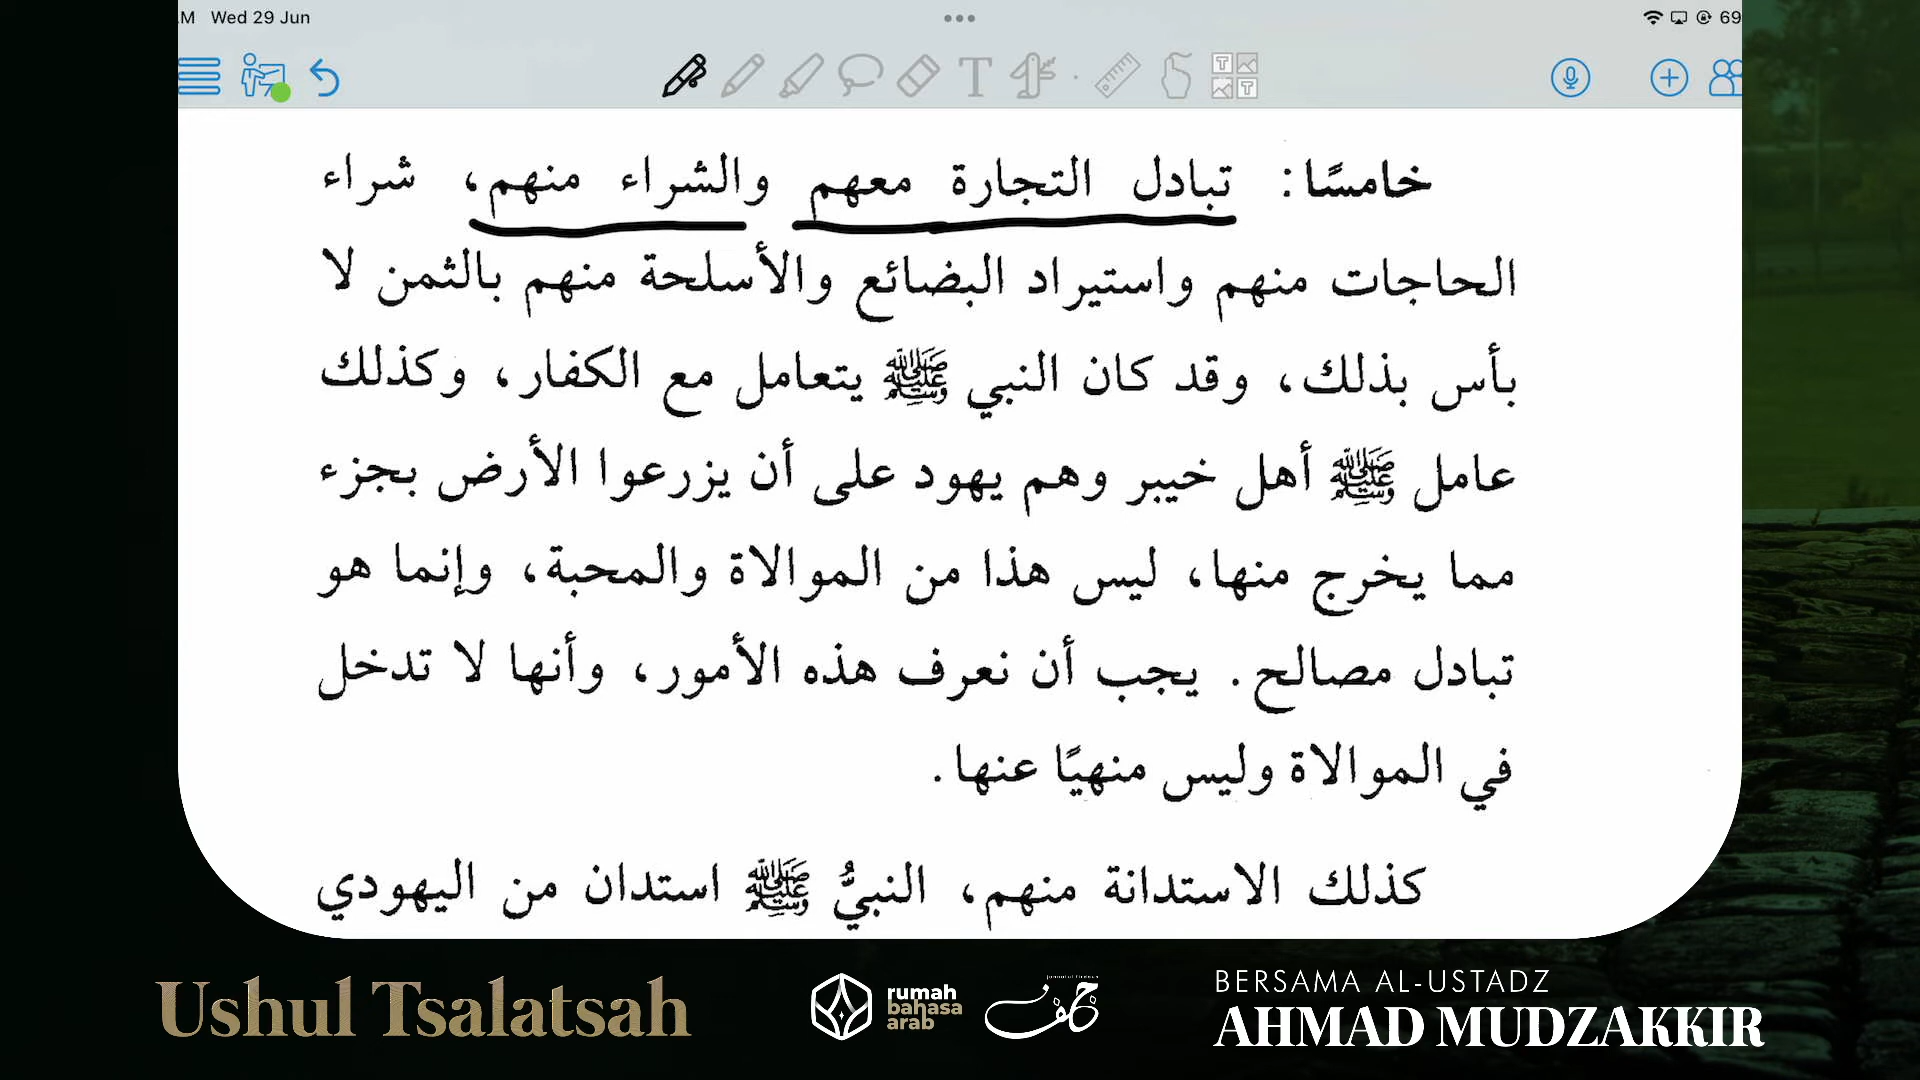 M Wed 29 Jun
69
خامسًا: تبادل التجارة معهم والشراء منهم، شراء
الحاجات منهم واستيراد البضائع والأسلحة منهم بالثمن لا
بأس بذلك، وقد كان النبي ﷺ يتعامل مع الكفار، وكذلك
عامل ﷺ أهل خيبر وهم يهود على أن يزرعوا الأرض بجزء
مما يخرج منها، ليس هذا من الموالاة والمحبة، وإنما هو
تبادل مصالح. يجب أن نعرف هذه الأمور، وأنها لا تدخل
في الموالاة وليس منهيًا عنها.
كذلك الاستدانة منهم، النبيُّ ﷺ استدان من اليهودي
Ushul Tsalatsah
rumah
bahasa
arab
BERSAMA AL-USTADZ
AHMAD MUDZAKKIR